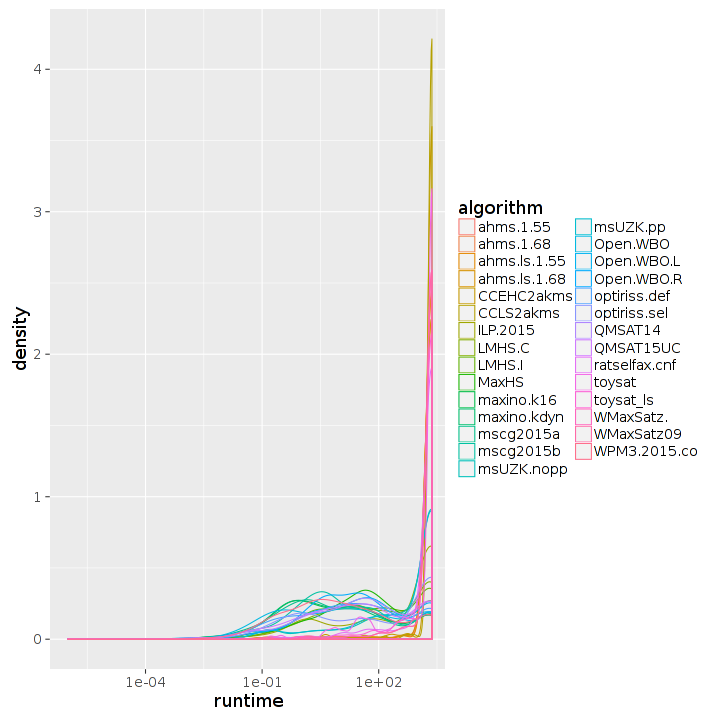 4
3
2
1
0
density
1e-04
1e-01
1e+02
runtime
algorithm
ahms.1.55
ahms.1.68
ahms.ls.1.55
ahms.ls.1.68
CCEHC2akms
CCLS2akms
ILP.2015
LMHS.C
LMHS.I
MaxHS
maxino.k16
maxino.kdyn
mscg2015a
mscg2015b
msUZK.nopp
msUZK.pp
Open.WBO
Open.WBO.L
Open.WBO.R
optiriss.def
optiriss.sel
QMSAT14
QMSAT15UC
ratselfax.cnf
toysat
toysat_ls
WMaxSatz.
WMaxSatz09
WPM3.2015.co